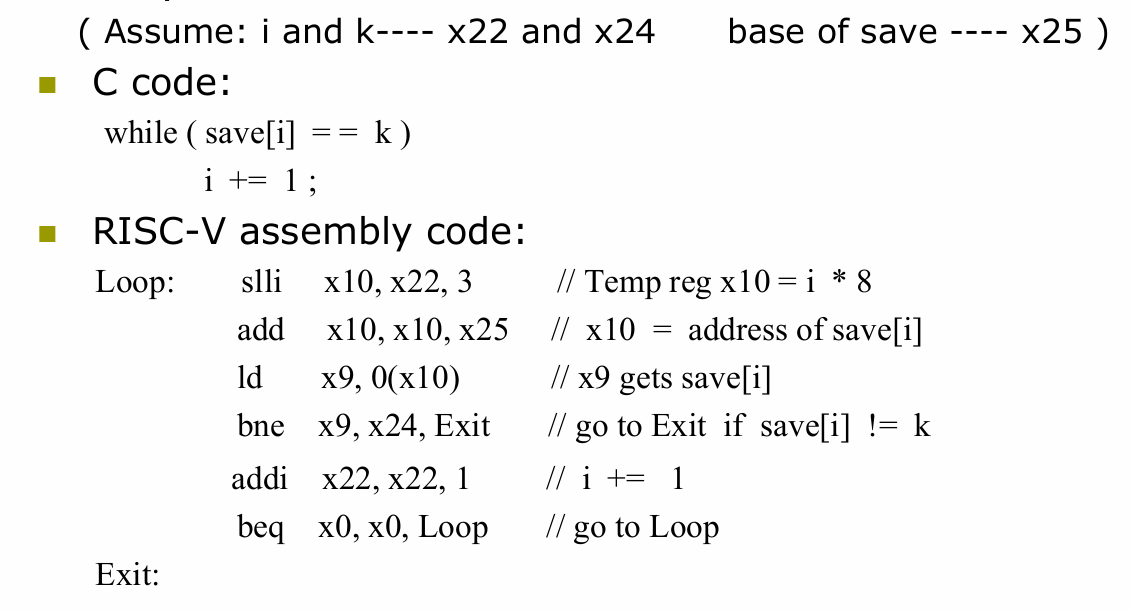 ( Assume: i and k---- x22 and x24 base of save ---- x25 )
C code:
while ( save[i] = = k )
i += 1 ;
RISC-V assembly code:
Loop: slli x10, x22, 3 // Temp reg x10 = i * 8
add x10, x10, x25 // x10 = address of save[i]
ld x9, 0(x10) // x9 gets save[i]
bne x9, x24, Exit // go to Exit if save[i] != k
addi x22, x22, 1 // i += 1
beq x0, x0, Loop // go to Loop
Exit: